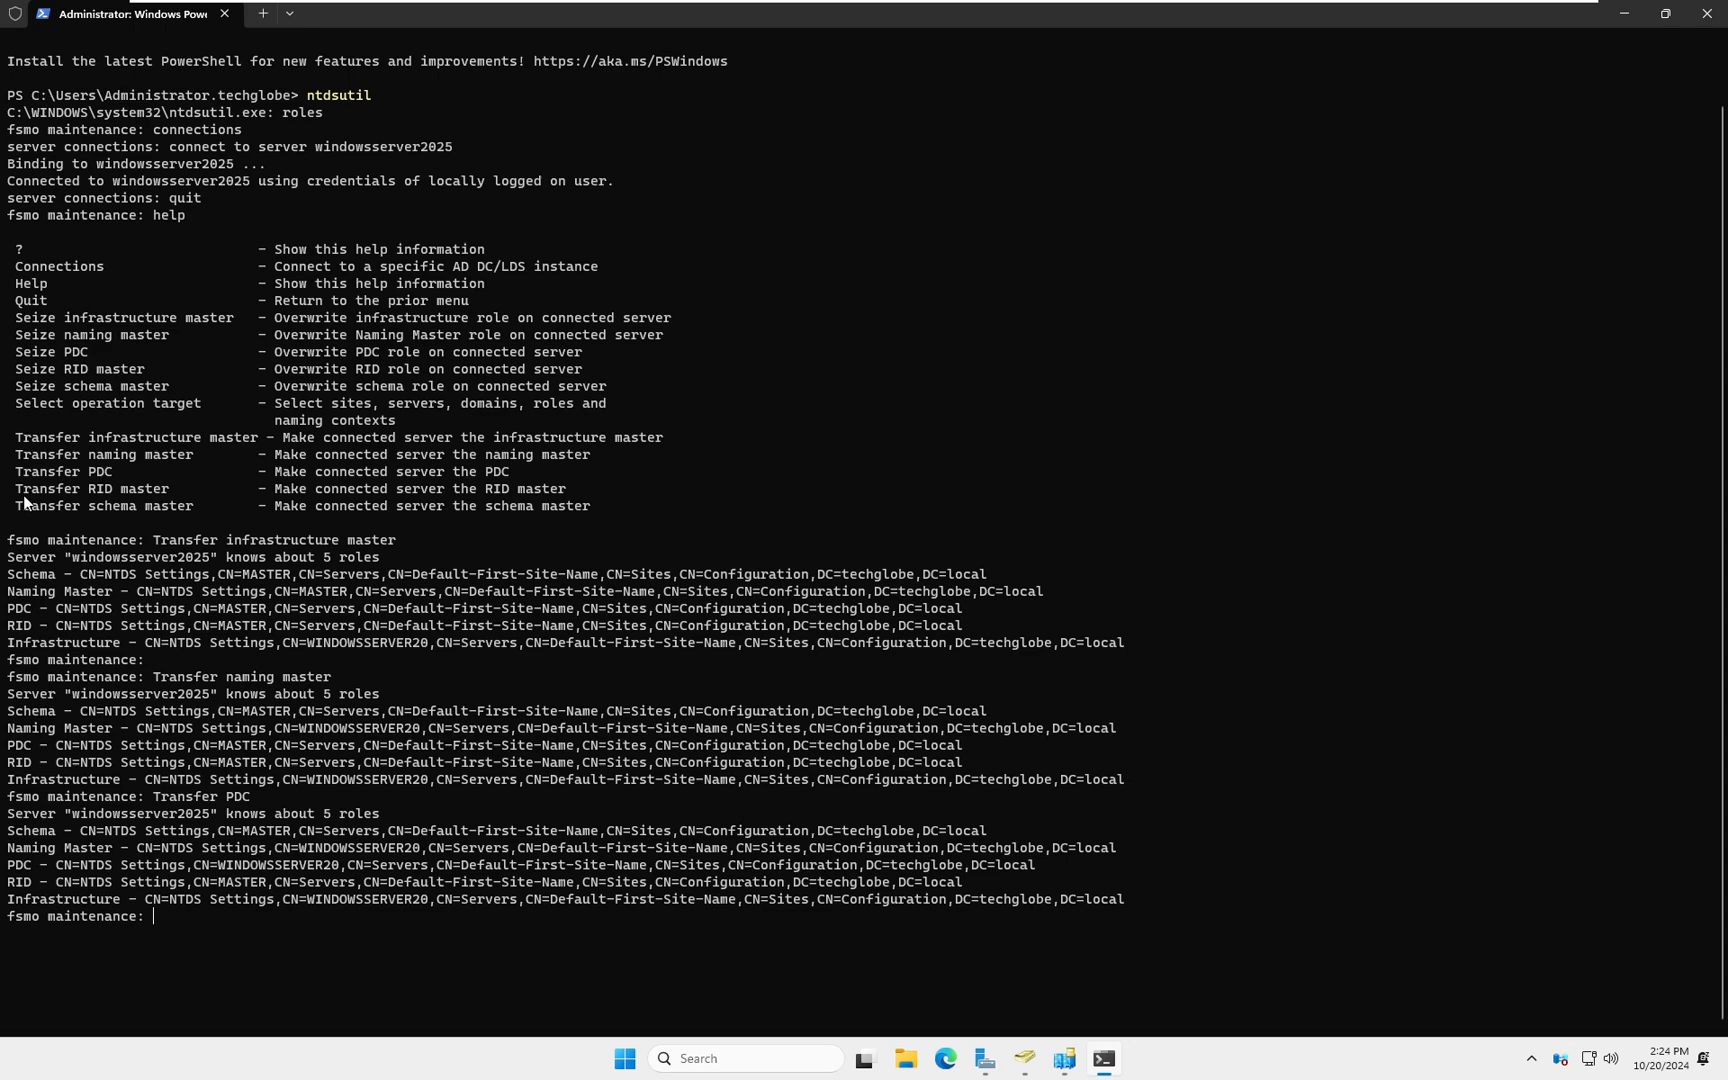 Administrator: Windows Powe
Install the latest PowerShell for new features and improvements! https://aka.ms/PSWindows
PS C:\Users\Administrator.techglobe> ntdsutil
C:\WINDOWS\system32\ntdsutil.exe: roles
fsmo maintenance: connections
server connections: connect to server windowsserver2025
Binding to windowsserver2025 ...
Connected to windowsserver2025 using credentials of locally logged on user.
server connections: quit
fsmo maintenance: help
? - Show this help information
Connections - Connect to a specific AD DC/LDS instance
Help - Show this help information
Quit - Return to the prior menu
Seize infrastructure master - Overwrite infrastructure role on connected server
Seize naming master - Overwrite Naming Master role on connected server
Seize PDC - Overwrite PDC role on connected server
Seize RID master - Overwrite RID role on connected server
Seize schema master - Overwrite schema role on connected server
Select operation target - Select sites, servers, domains, roles and
naming contexts
Transfer infrastructure master - Make connected server the infrastructure master
Transfer naming master - Make connected server the naming master
Transfer PDC - Make connected server the PDC
Transfer RID master - Make connected server the RID master
Transfer schema master - Make connected server the schema master
fsmo maintenance: Transfer infrastructure master
Server "windowsserver2025" knows about 5 roles
Schema - CN=NTDS Settings,CN=MASTER,CN=Servers,CN=Default-First-Site-Name,CN=Sites,CN=Configuration,DC=techglobe,DC=local
Naming Master - CN=NTDS Settings,CN=MASTER,CN=Servers,CN=Default-First-Site-Name,CN=Sites,CN=Configuration,DC=techglobe,DC=local
PDC - CN=NTDS Settings,CN=MASTER,CN=Servers,CN=Default-First-Site-Name,CN=Sites,CN=Configuration,DC=techglobe,DC=local
RID - CN=NTDS Settings,CN=MASTER,CN=Servers,CN=Default-First-Site-Name,CN=Sites,CN=Configuration,DC=techglobe,DC=local
Infrastructure - CN=NTDS Settings,CN=WINDOWSSERVER20,CN=Servers,CN=Default-First-Site-Name,CN=Sites,CN=Configuration,DC=techglobe,DC=local
fsmo maintenance:
fsmo maintenance: Transfer naming master
Server "windowsserver2025" knows about 5 roles
Schema - CN=NTDS Settings,CN=MASTER,CN=Servers,CN=Default-First-Site-Name,CN=Sites,CN=Configuration,DC=techglobe,DC=local
Naming Master - CN=NTDS Settings,CN=WINDOWSSERVER20,CN=Servers,CN=Default-First-Site-Name,CN=Sites,CN=Configuration,DC=techglobe,DC=local
PDC - CN=NTDS Settings,CN=MASTER,CN=Servers,CN=Default-First-Site-Name,CN=Sites,CN=Configuration,DC=techglobe,DC=local
RID - CN=NTDS Settings,CN=MASTER,CN=Servers,CN=Default-First-Site-Name,CN=Sites,CN=Configuration,DC=techglobe,DC=local
Infrastructure - CN=NTDS Settings,CN=WINDOWSSERVER20,CN=Servers,CN=Default-First-Site-Name,CN=Sites,CN=Configuration,DC=techglobe,DC=local
fsmo maintenance: Transfer PDC
Server "windowsserver2025" knows about 5 roles
Schema - CN=NTDS Settings,CN=MASTER,CN=Servers,CN=Default-First-Site-Name,CN=Sites,CN=Configuration,DC=techglobe,DC=local
Naming Master - CN=NTDS Settings,CN=WINDOWSSERVER20,CN=Servers,CN=Default-First-Site-Name,CN=Sites,CN=Configuration,DC=techglobe,DC=local
PDC - CN=NTDS Settings,CN=WINDOWSSERVER20,CN=Servers,CN=Default-First-Site-Name,CN=Sites,CN=Configuration,DC=techglobe,DC=local
RID - CN=NTDS Settings,CN=MASTER,CN=Servers,CN=Default-First-Site-Name,CN=Sites,CN=Configuration,DC=techglobe,DC=local
Infrastructure - CN=NTDS Settings,CN=WINDOWSSERVER20,CN=Servers,CN=Default-First-Site-Name,CN=Sites,CN=Configuration,DC=techglobe,DC=local
fsmo maintenance:
Search
2:24 PM
10/20/2024